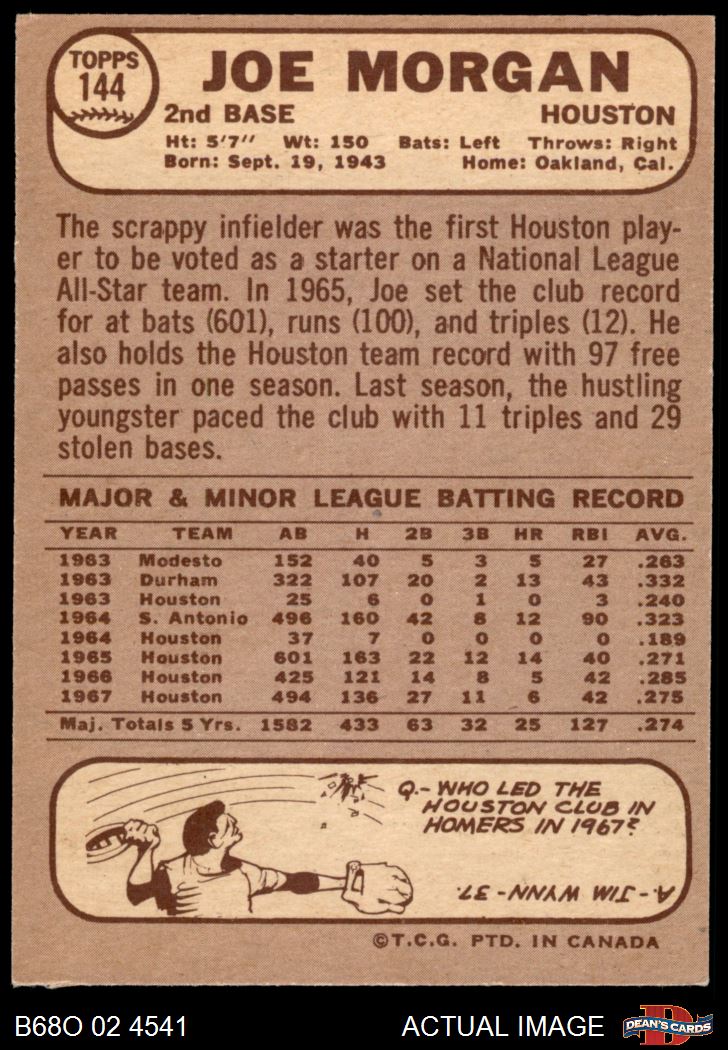 TOPPS
144
JOE MORGAN
2nd BASE HOUSTON
Ht: 5'7" Wt: 150 Bats: Left Throws: Right
Born: Sept. 19, 1943 Home: Oakland, Cal.
The scrappy infielder was the first Houston play-
er to be voted as a starter on a National League
All-Star team. In 1965, Joe set the club record
for at bats (601), runs (100), and triples (12). He
also holds the Houston team record with 97 free
passes in one season. Last season, the hustling
youngster paced the club with 11 triples and 29
stolen bases.
MAJOR & MINOR LEAGUE BATTING RECORD
YEAR TEAM AB H 2B 3B HR RBI AVG.
1963 Modesto 152 40 5 3 5 27 .263
1963 Durham 322 107 20 2 13 43 .332
1963 Houston 25 6 0 1 0 3 .240
1964 S. Antonio 496 160 42 8 12 90 .323
1964 Houston 37 7 0 0 0 0 .189
1965 Houston 601 163 22 12 14 40 .271
1966 Houston 425 121 14 8 5 42 .285
1967 Houston 494 136 27 11 6 42 .275
Maj. Totals 5 Yrs. 1582 433 63 32 25 127 .274
Q.- WHO LED THE
HOUSTON CLUB IN
HOMERS IN 1967?
A.- JIM WYNN - 37.
©T.C.G. PTD. IN CANADA
B68O 02 4541 ACTUAL IMAGE
D
DEAN'S CARDS